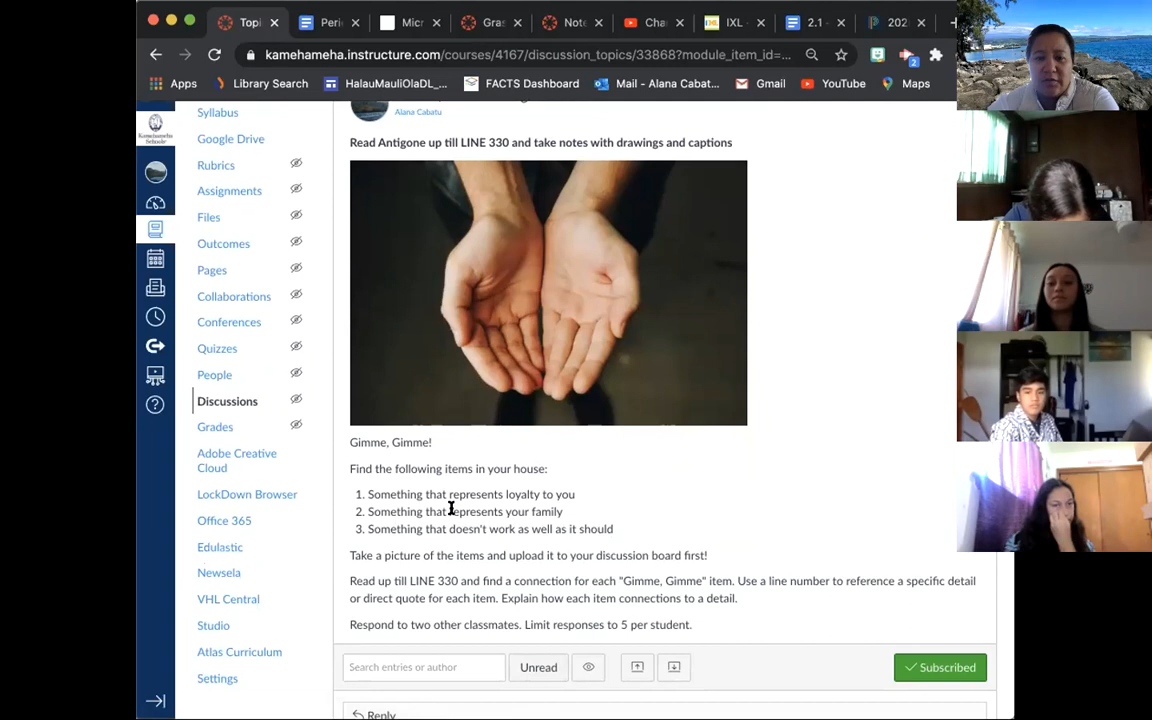 Topi
Peri
Micr
Gras
Note
Cha
IXL -
2.1 -
202
kamehameha.instructure.com/courses/4167/discussion_topics/33868?module_item_id=...
2
Apps
Library Search
HalauMauliOlaDL_...
FACTS Dashboard
Mail - Alana Cabat...
Gmail
YouTube
Maps
Alana Cabatu
Syllabus
Google Drive
Rubrics
Assignments
Files
Outcomes
Pages
Collaborations
Conferences
Quizzes
People
Discussions
Grades
Adobe Creative
Cloud
LockDown Browser
Office 365
Edulastic
Newsela
VHL Central
Studio
Atlas Curriculum
Settings
Read Antigone up till LINE 330 and take notes with drawings and captions
Gimme, Gimme!
Find the following items in your house:
1. Something that represents loyalty to you
2. Something that represents your family
3. Something that doesn't work as well as it should
Take a picture of the items and upload it to your discussion board first!
Read up till LINE 330 and find a connection for each "Gimme, Gimme" item. Use a line number to reference a specific detail
or direct quote for each item. Explain how each item connections to a detail.
Respond to two other classmates. Limit responses to 5 per student.
Search entries or author
Unread
Subscribed
Reply